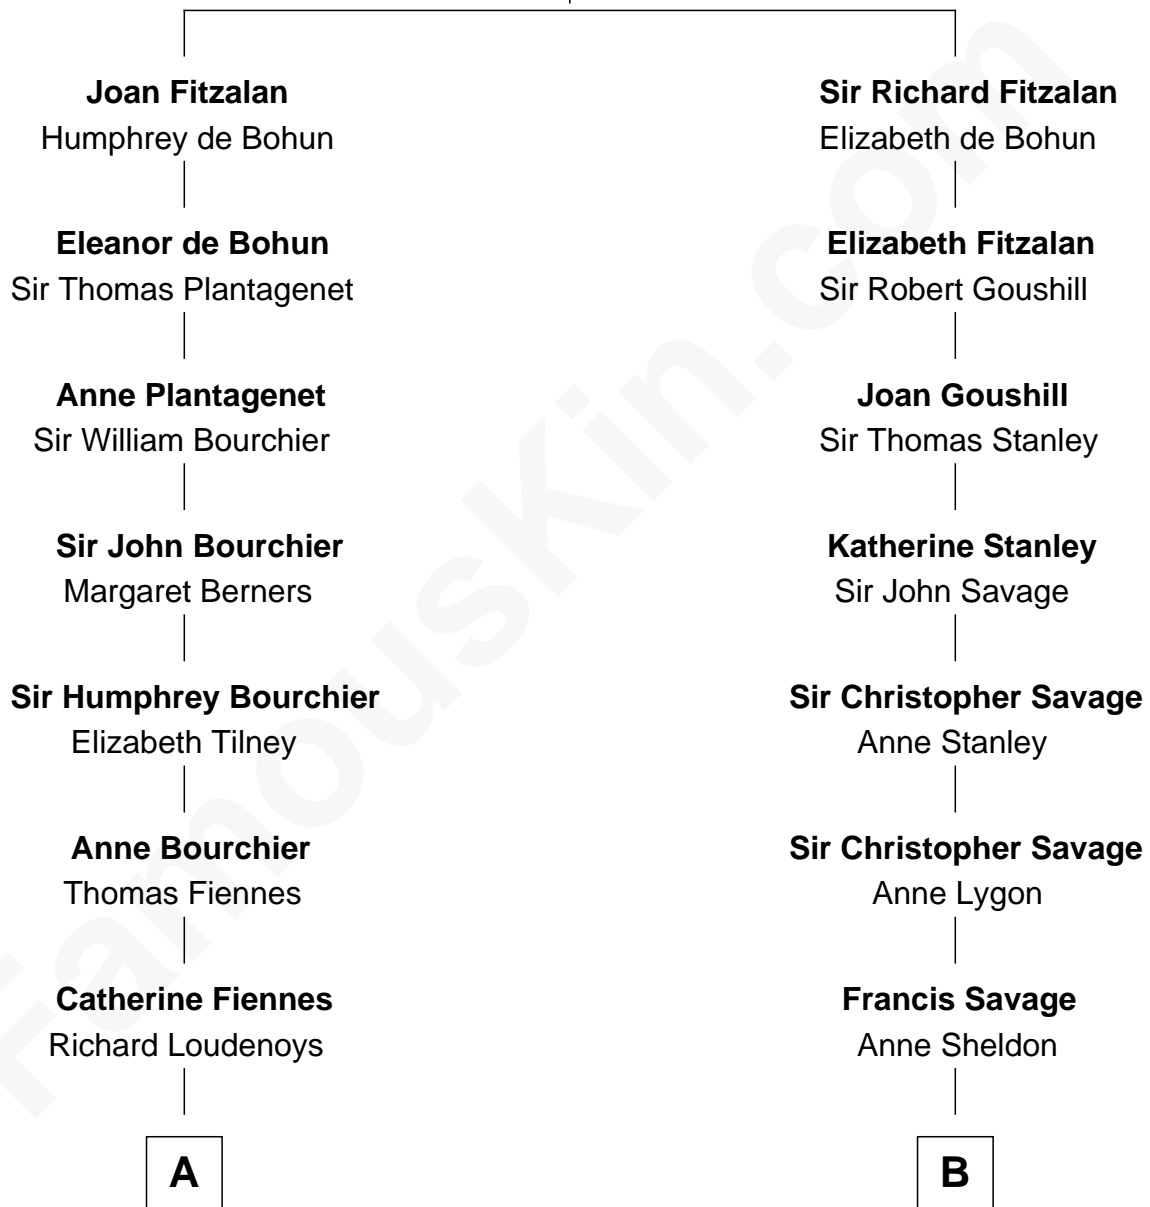 Joan Fitzalan
Humphrey de Bohun
Eleanor de Bohun
Sir Thomas Plantagenet
Anne Plantagenet
Sir William Bourchier
Sir John Bourchier
Margaret Berners
Sir Humphrey Bourchier
Elizabeth Tilney
Anne Bourchier
Thomas Fiennes
Catherine Fiennes
Richard Loudenoys
A
Sir Richard Fitzalan
Elizabeth de Bohun
Elizabeth Fitzalan
Sir Robert Goushill
Joan Goushill
Sir Thomas Stanley
Katherine Stanley
Sir John Savage
Sir Christopher Savage
Anne Stanley
Sir Christopher Savage
Anne Lygon
Francis Savage
Anne Sheldon
B
FamousKin.com